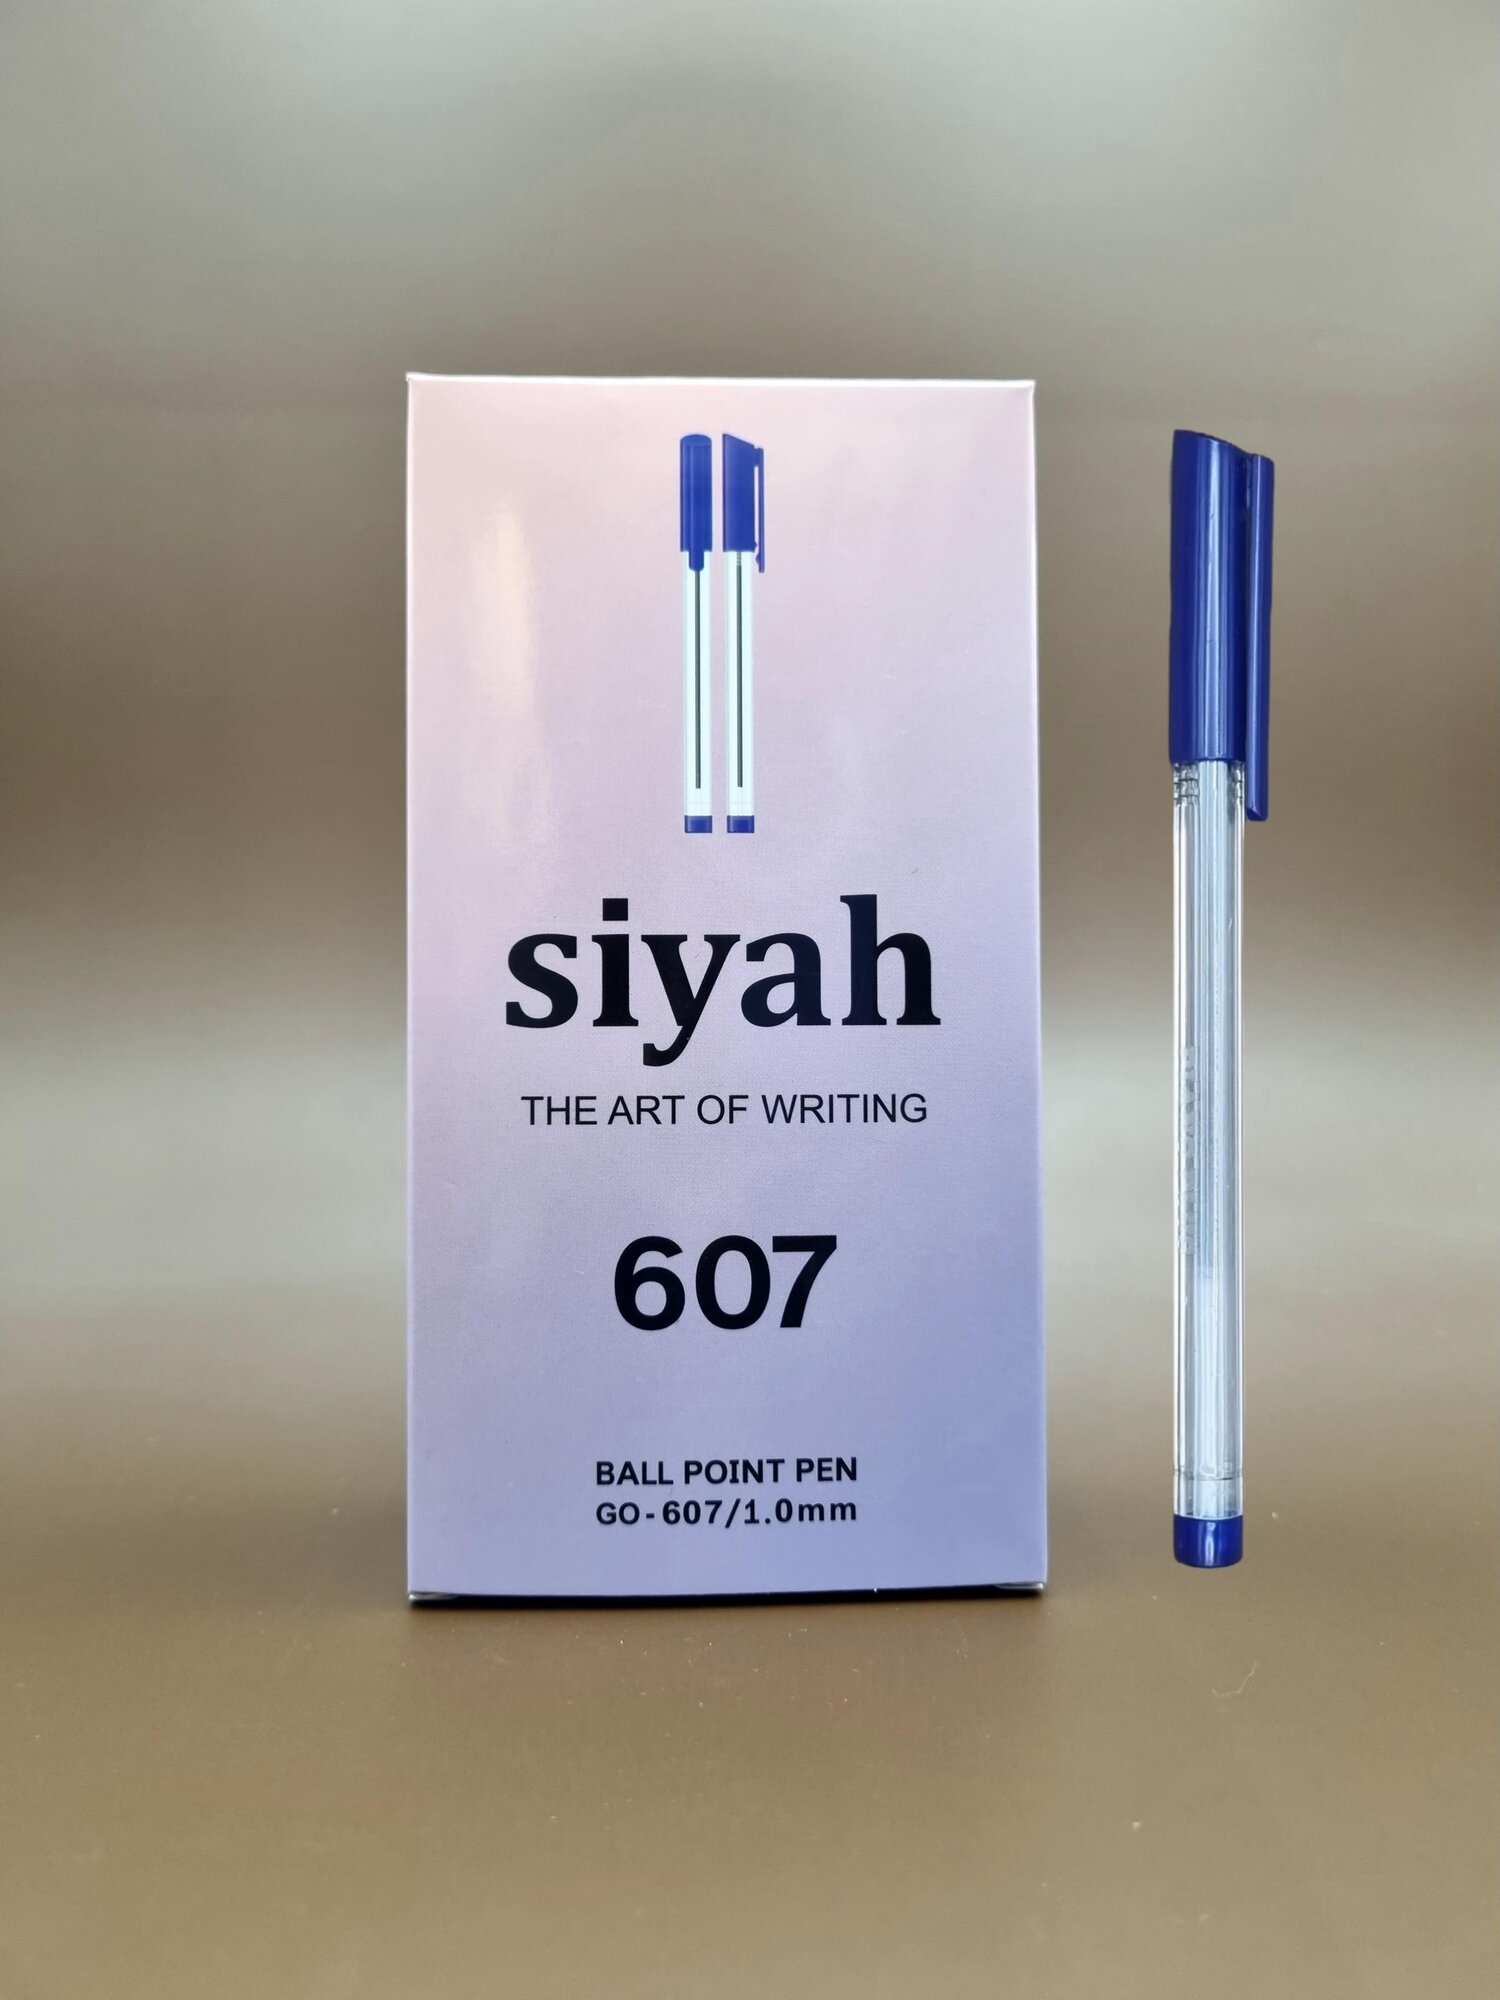 siyah
THE ART OF WRITING
607
BALL POINT PEN
GO-607/1.0mm